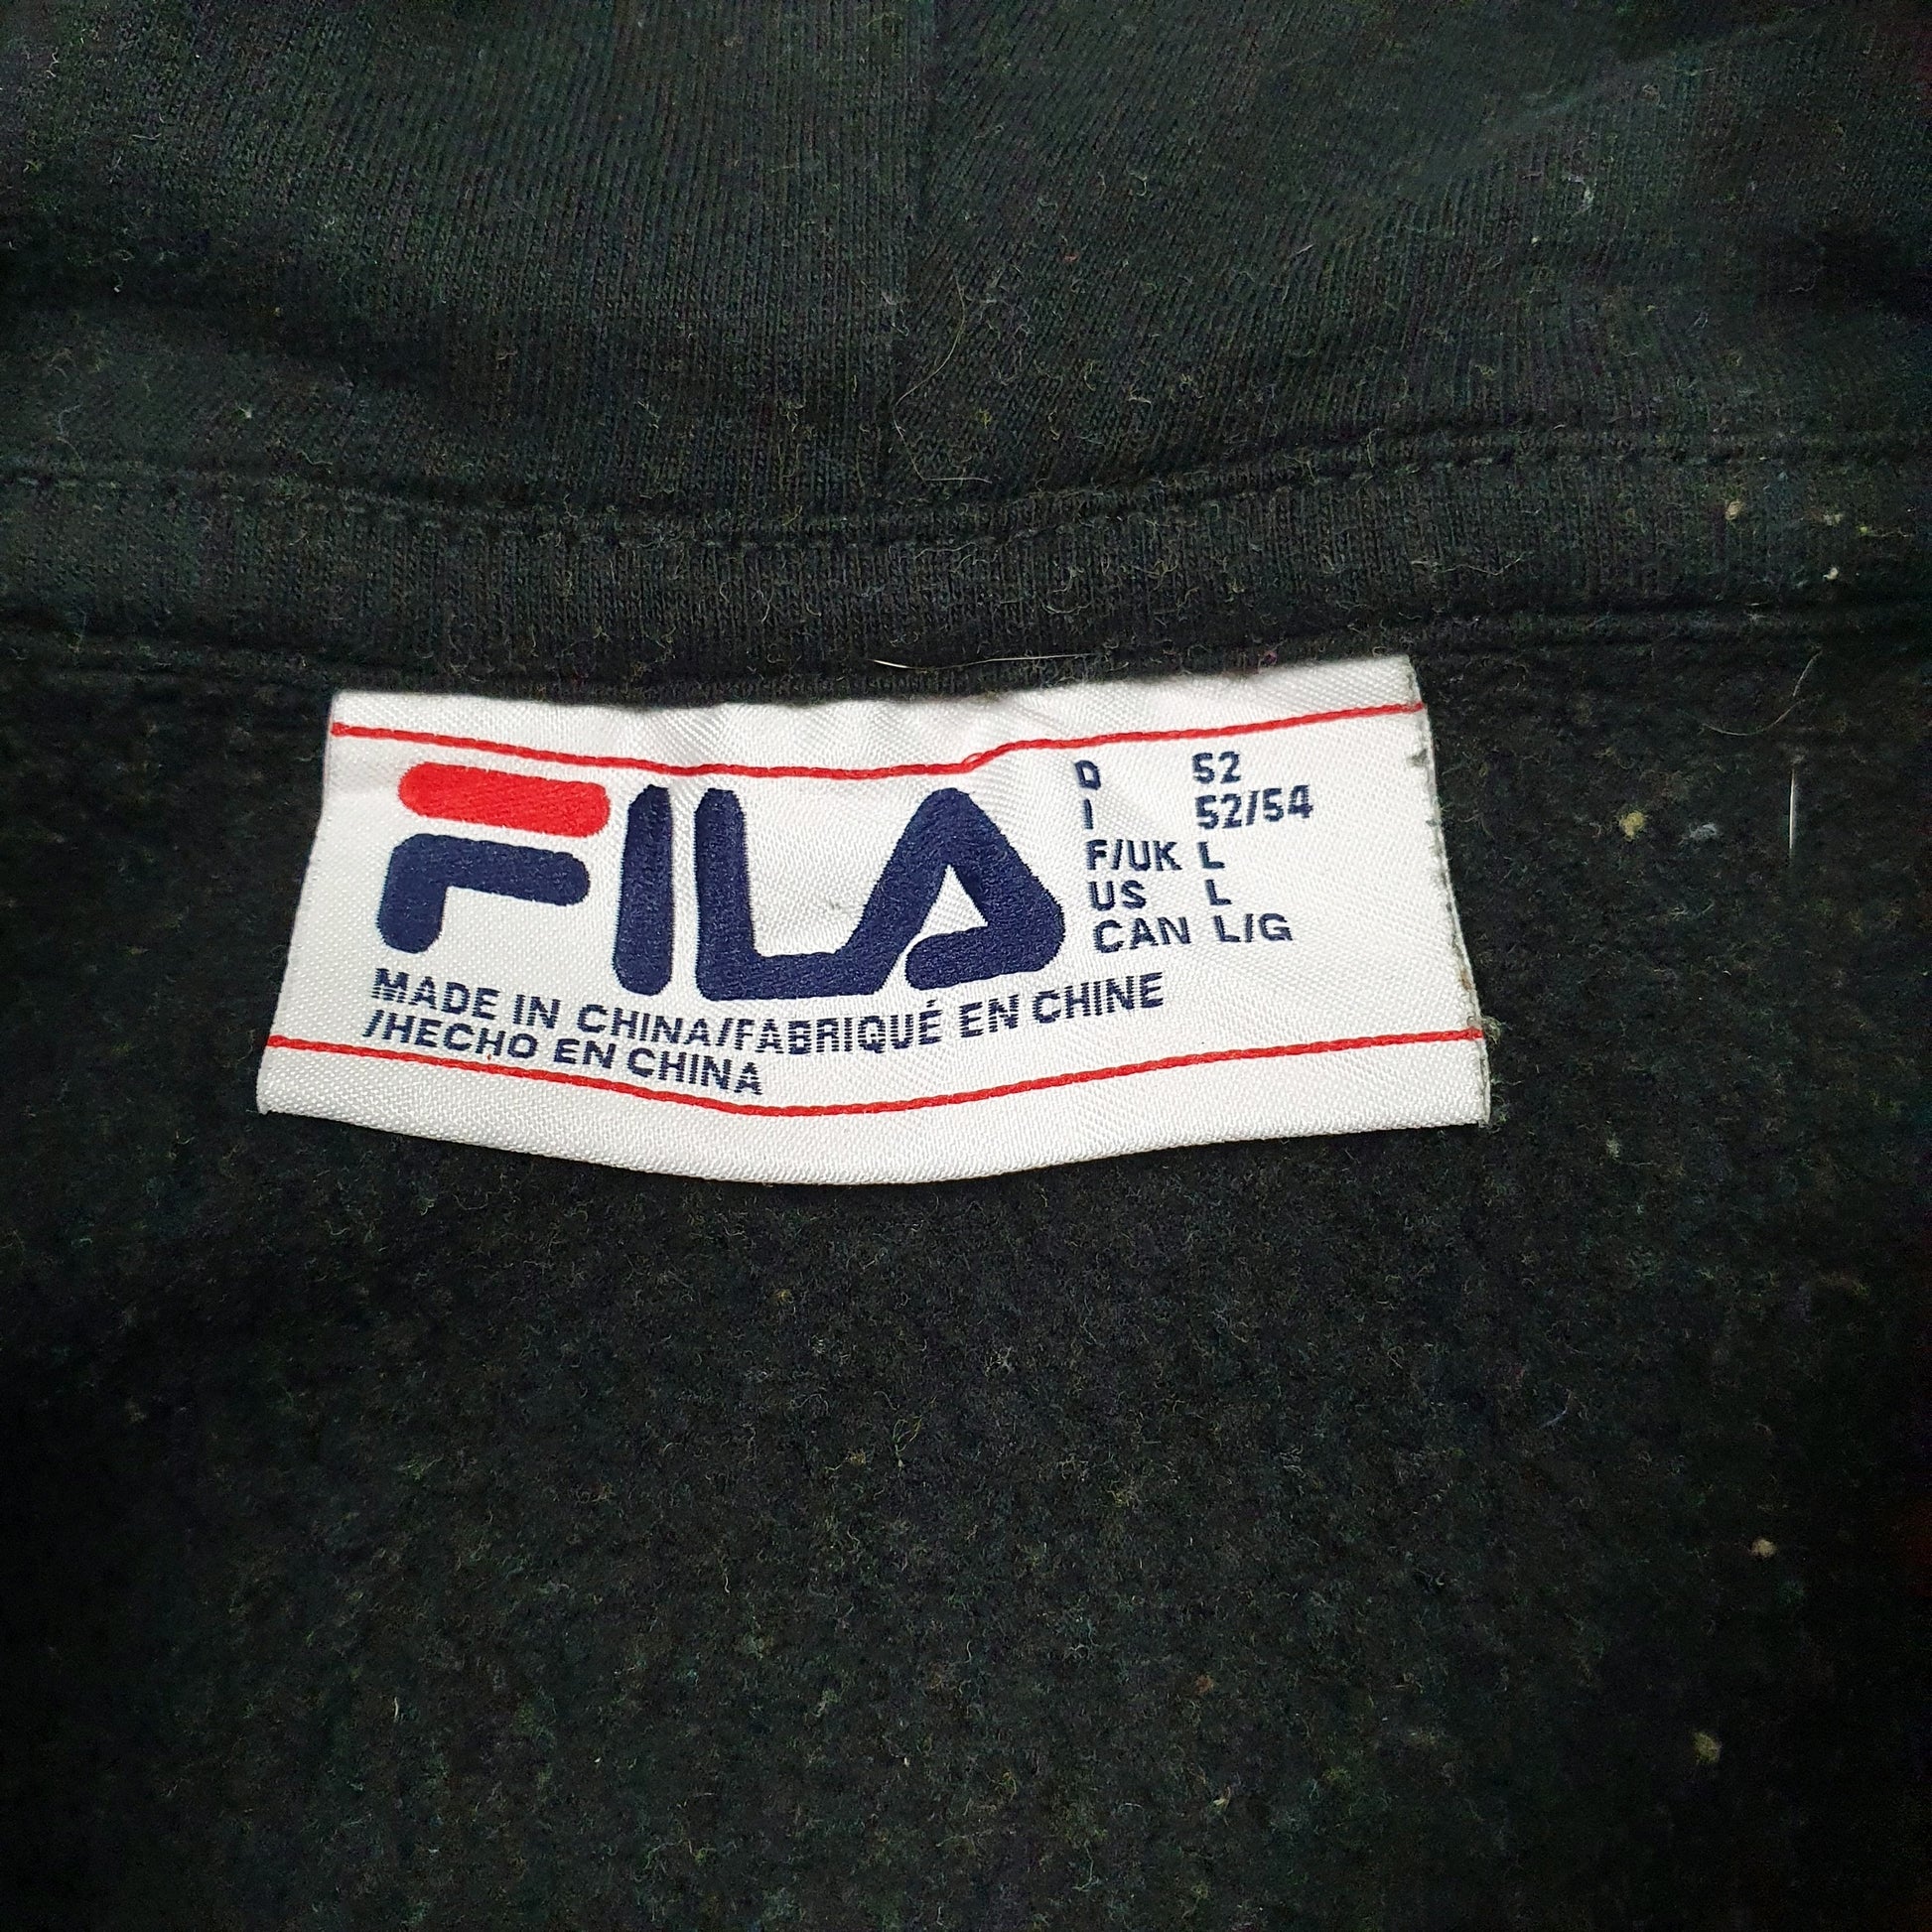 FILA
D 52
I 52/54
F/UK L
US L
CAN L/G
MADE IN CHINA/FABRIQUÉ EN CHINE
/HECHO EN CHINA